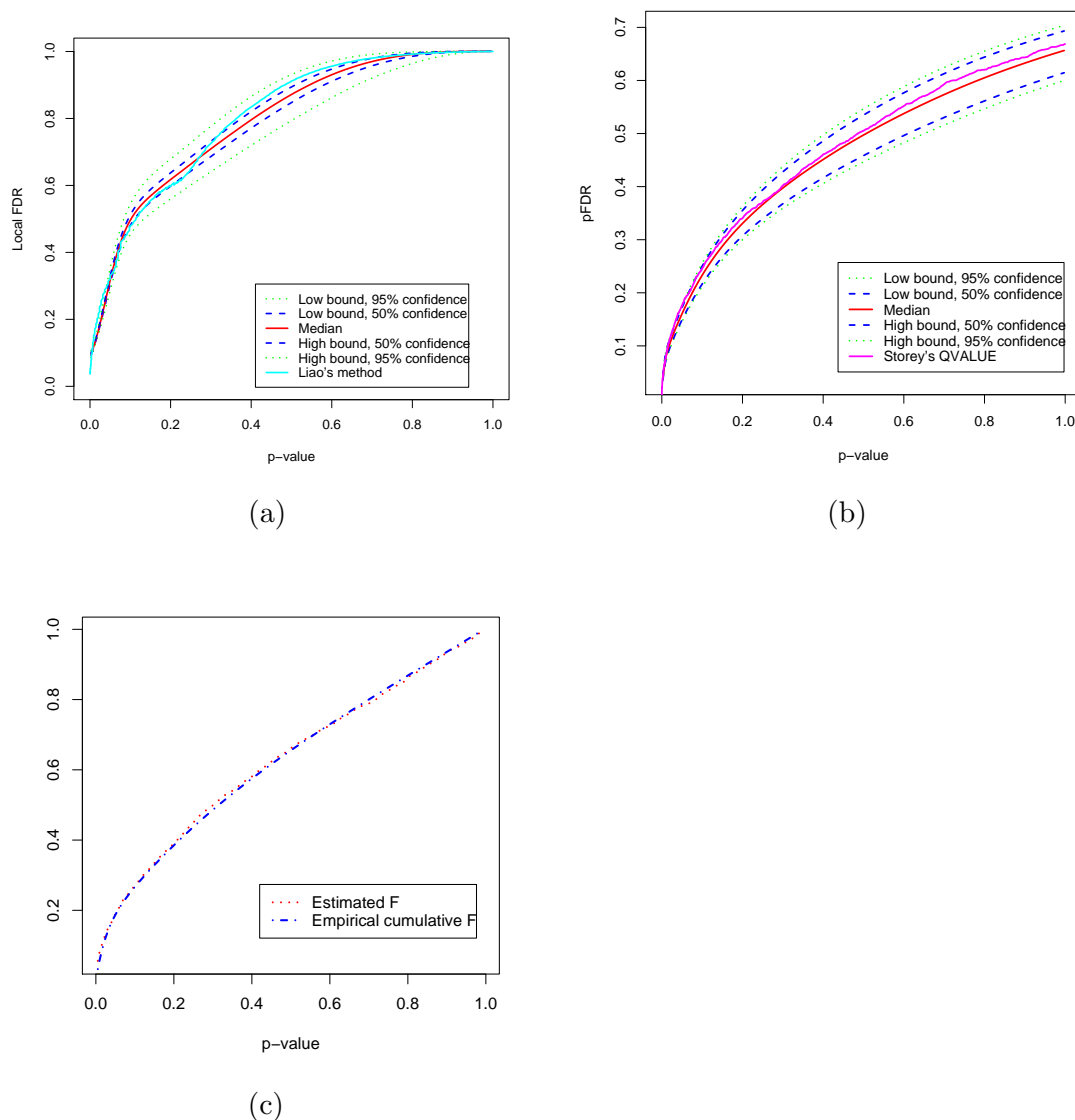 Local FDR
0.0 0.2 0.4 0.6 0.8 1.0
Low bound, 95% confidence
Low bound, 50% confidence
Median
High bound, 50% confidence
High bound, 95% confidence
Liao's method
0.0 0.2 0.4 0.6 0.8 1.0
p−value
(a)
pFDR
0.1 0.2 0.3 0.4 0.5 0.6 0.7
Low bound, 95% confidence
Low bound, 50% confidence
Median
High bound, 50% confidence
High bound, 95% confidence
Storey's QVALUE
0.0 0.2 0.4 0.6 0.8 1.0
p−value
(b)
0.2 0.4 0.6 0.8 1.0
Estimated F
Empirical cumulative F
0.0 0.2 0.4 0.6 0.8 1.0
p−value
(c)